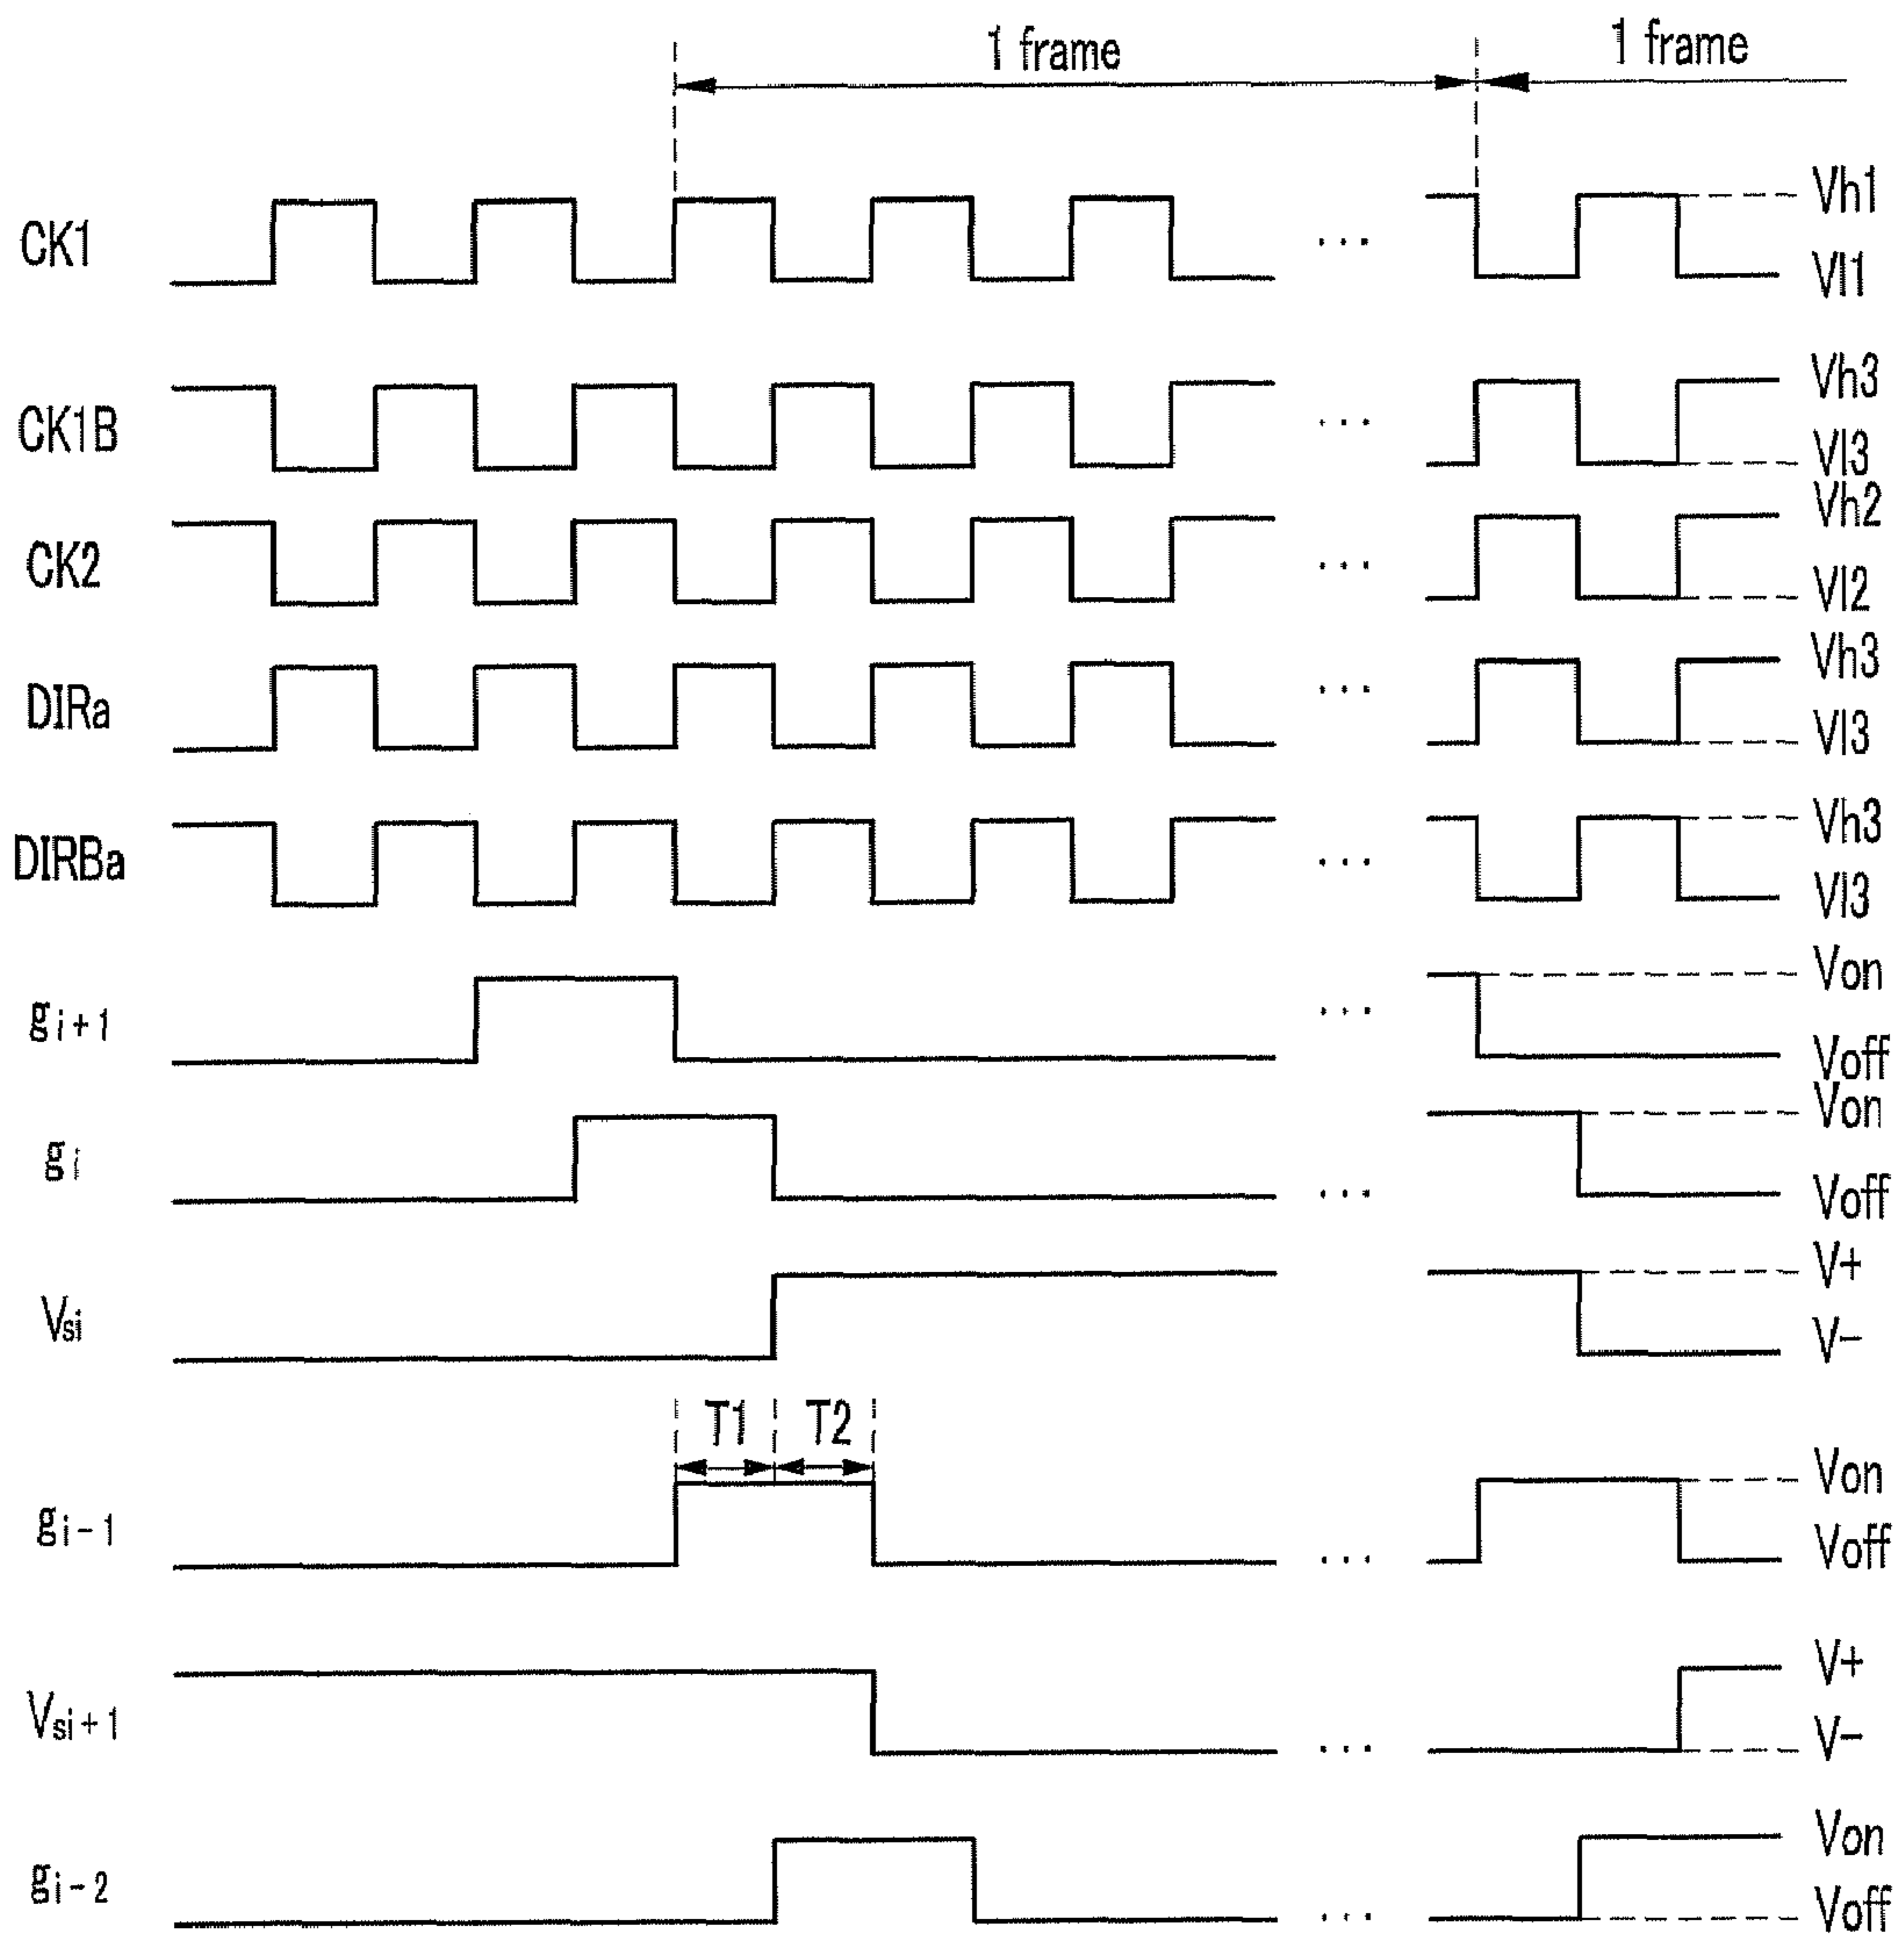 1 frame
1 frame
CK1
Vh1
Vl1
CK1B
Vh3
Vl3
CK2
Vh2
Vl2
DIRa
Vh3
Vl3
DIRBa
Vh3
Vl3
gi+1
Von
Voff
gi
Von
Voff
Vsi
V+
V-
T1 T2
gi-1
Von
Voff
Vsi+1
V+
V-
gi-2
Von
Voff